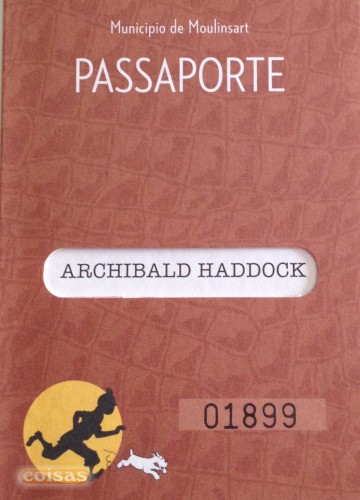 Municipio de Moulinsart
PASSAPORTE
ARCHIBALD HADDOCK
01899
coisas